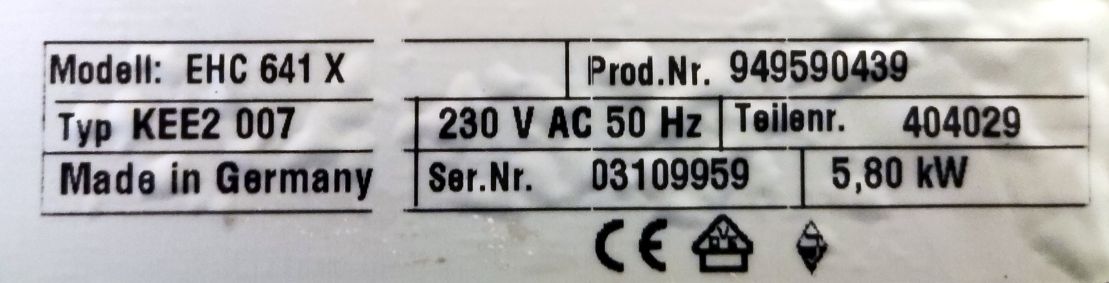 Modell: EHC 641 X Prod.Nr. 949590439
Typ KEE2 007 230 V AC 50 Hz Teilenr. 404029
Made in Germany Ser.Nr. 03109959 5,80 kW
CE